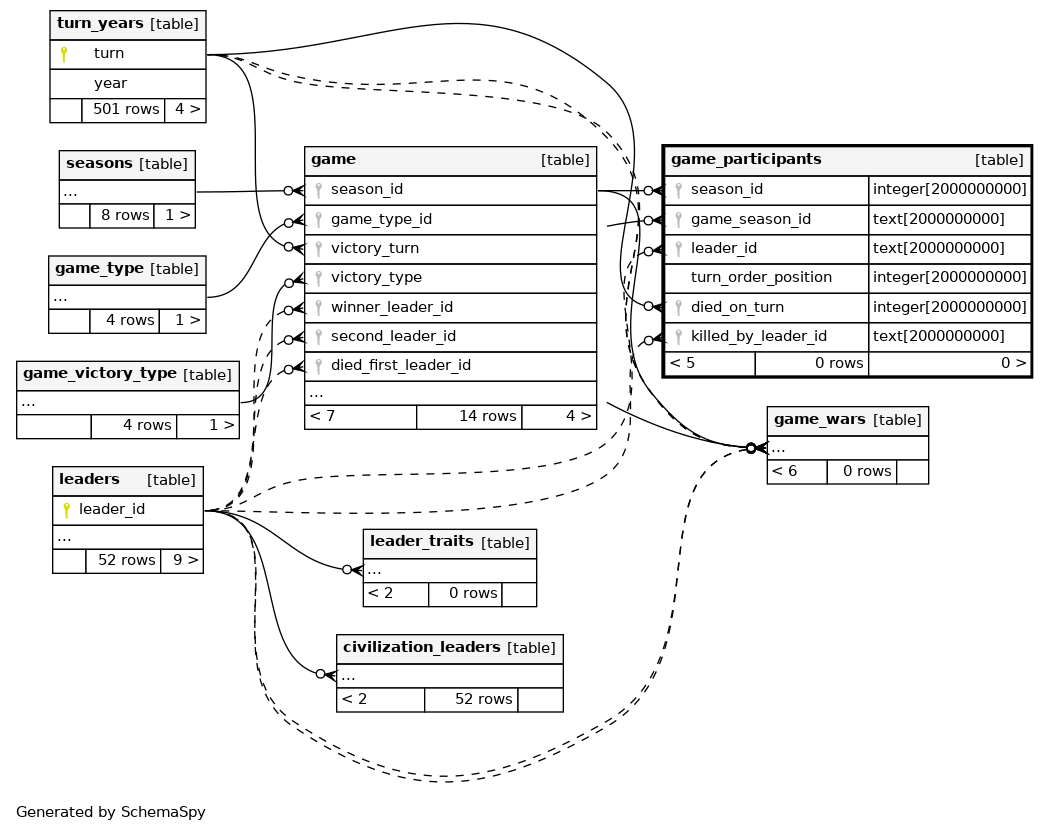 turn_years [table]
turn
year
501 rows 4 >
seasons [table]
...
8 rows 1 >
game_type [table]
...
4 rows 1 >
game_victory_type [table]
...
4 rows 1 >
leaders [table]
leader_id
...
52 rows 9 >
game [table]
season_id
game_type_id
victory_turn
victory_type
winner_leader_id
second_leader_id
died_first_leader_id
...
< 7 14 rows 4 >
game_participants [table]
season_id integer[2000000000]
game_season_id text[2000000000]
leader_id text[2000000000]
turn_order_position integer[2000000000]
died_on_turn integer[2000000000]
killed_by_leader_id text[2000000000]
< 5 0 rows 0 >
game_wars [table]
...
< 6 0 rows
leader_traits [table]
...
< 2 0 rows
civilization_leaders [table]
...
< 2 52 rows
Generated by SchemaSpy